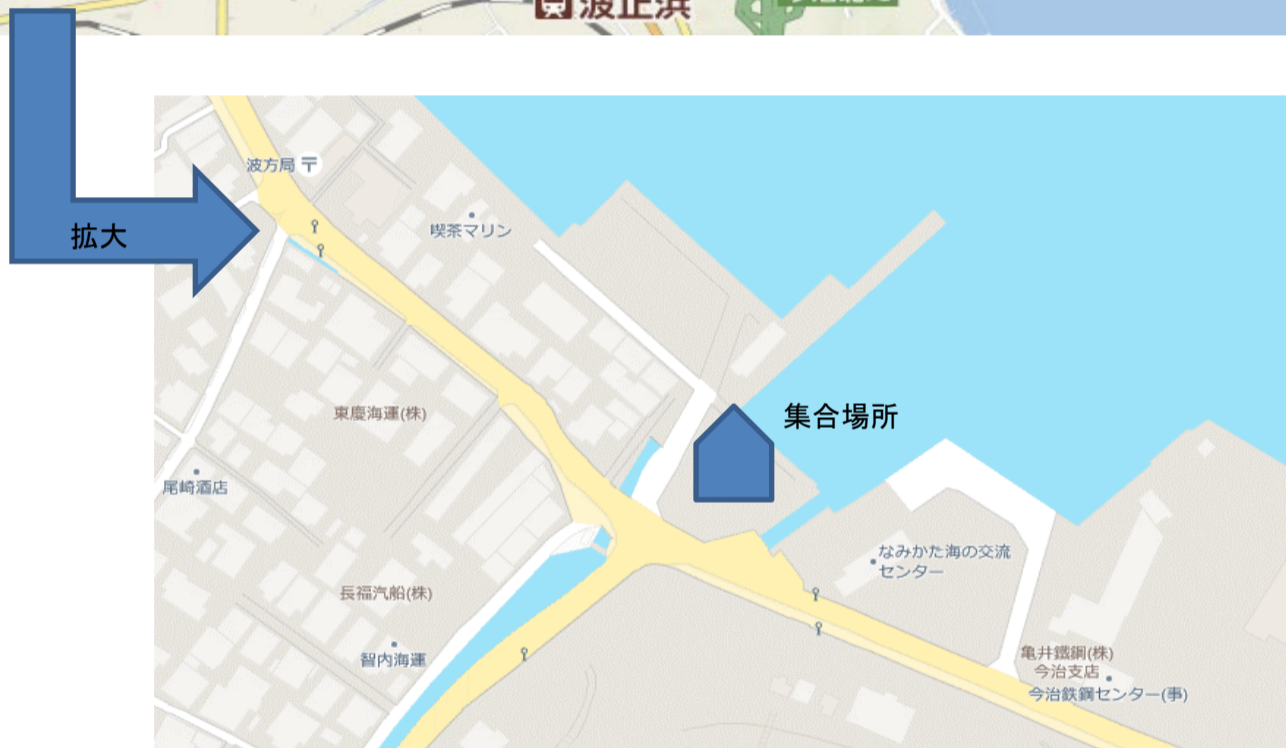 波止浜
波方局 〒
拡大
喫茶マリン
東慶海運(株)
集合場所
尾崎酒店
なみかた海の交流
センター
長福汽船(株)
智内海運
亀井鐵鋼(株)
今治支店
今治鉄鋼センター(事)